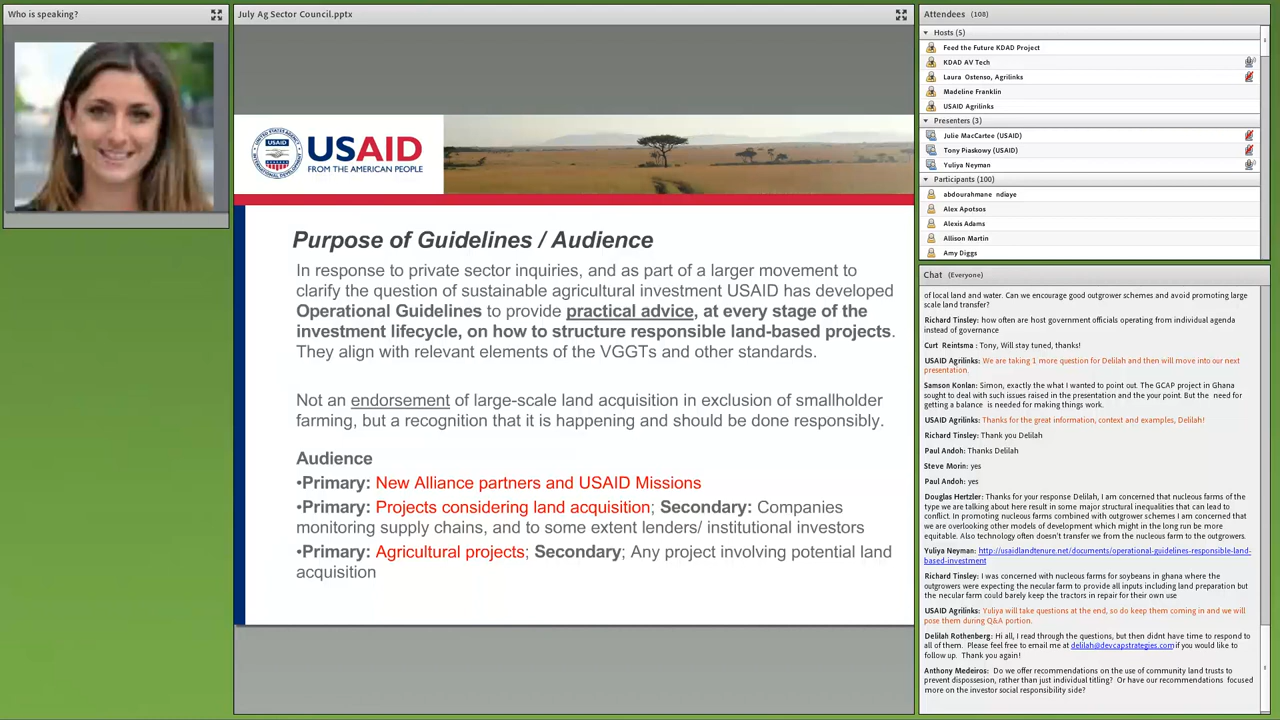 Who is speaking?
July Ag Sector Council.pptx
USAID
FROM THE AMERICAN PEOPLE
Purpose of Guidelines / Audience
In response to private sector inquiries, and as part of a larger movement to
clarify the question of sustainable agricultural investment USAID has developed
Operational Guidelines to provide practical advice, at every stage of the
investment lifecycle, on how to structure responsible land-based projects.
They align with relevant elements of the VGGTs and other standards.
Not an endorsement of large-scale land acquisition in exclusion of smallholder
farming, but a recognition that it is happening and should be done responsibly.
Audience
•Primary: New Alliance partners and USAID Missions
•Primary: Projects considering land acquisition; Secondary: Companies
monitoring supply chains, and to some extent lenders/ institutional investors
•Primary: Agricultural projects; Secondary; Any project involving potential land
acquisition
Attendees (108)
Hosts (5)
Feed the Future KDAD Project
KDAD AV Tech
Laura Ostenso, Agrilinks
Madeline Franklin
USAID Agrilinks
Presenters (3)
Julie MacCartee (USAID)
Tony Piaskowy (USAID)
Yuliya Neyman
Participants (100)
abdourahmane ndiaye
Alex Apotsos
Alexis Adams
Allison Martin
Amy Diggs
Chat (Everyone)
of local land and water. Can we encourage good outgrower schemes and avoid promoting large
scale land transfer?
Richard Tinsley: how often are host government officials operating from individual agenda
instead of governance
Curt Reintsma : Tony, Will stay tuned, thanks!
USAID Agrilinks: We are taking 1 more question for Delilah and then will move into our next
presentation.
Samson Konlan: Simon, exactly the what I wanted to point out. The GCAP project in Ghana
sought to deal with such issues raised in the presentation and the your point. But the need for
getting a balance is needed for making things work.
USAID Agrilinks: Thanks for the great information, context and examples, Delilah!
Richard Tinsley: Thank you Delilah
Paul Andoh: Thanks Delilah
Steve Morin: yes
Paul Andoh: yes
Douglas Hertzler: Thanks for your response Delilah, I am concerned that nucleous farms of the
type we are talking about here result in some major structural inequalities that can lead to
conflict. In promoting nucleous farms combined with outgrower schemes I am concerned that
we are overlooking other models of development which might in the long run be more
equitable. Also technology often doesn't transfer we from the nucleous farm to the outgrowers.
Yuliya Neyman: http://usaidlandtenure.net/documents/operational-guidelines-responsible-land-
based-investment
Richard Tinsley: I was concerned with nucleous farms for soybeans in ghana where the
outgrowers were expecting the necular farm to provide all inputs including land preparation but
the necular farm could barely keep the tractors in repair for their own use
USAID Agrilinks: Yuliya will take questions at the end, so do keep them coming in and we will
pose them during Q&A portion.
Delilah Rothenberg: Hi all, I read through the questions, but then didnt have time to respond to
all of them. Please feel free to email me at delilah@devcapstrategies.com if you would like to
follow up. Thank you again!
Anthony Medeiros: Do we offer recommendations on the use of community land trusts to
prevent dispossesion, rather than just individual titling? Or have our recommendations focused
more on the investor social responsibility side?